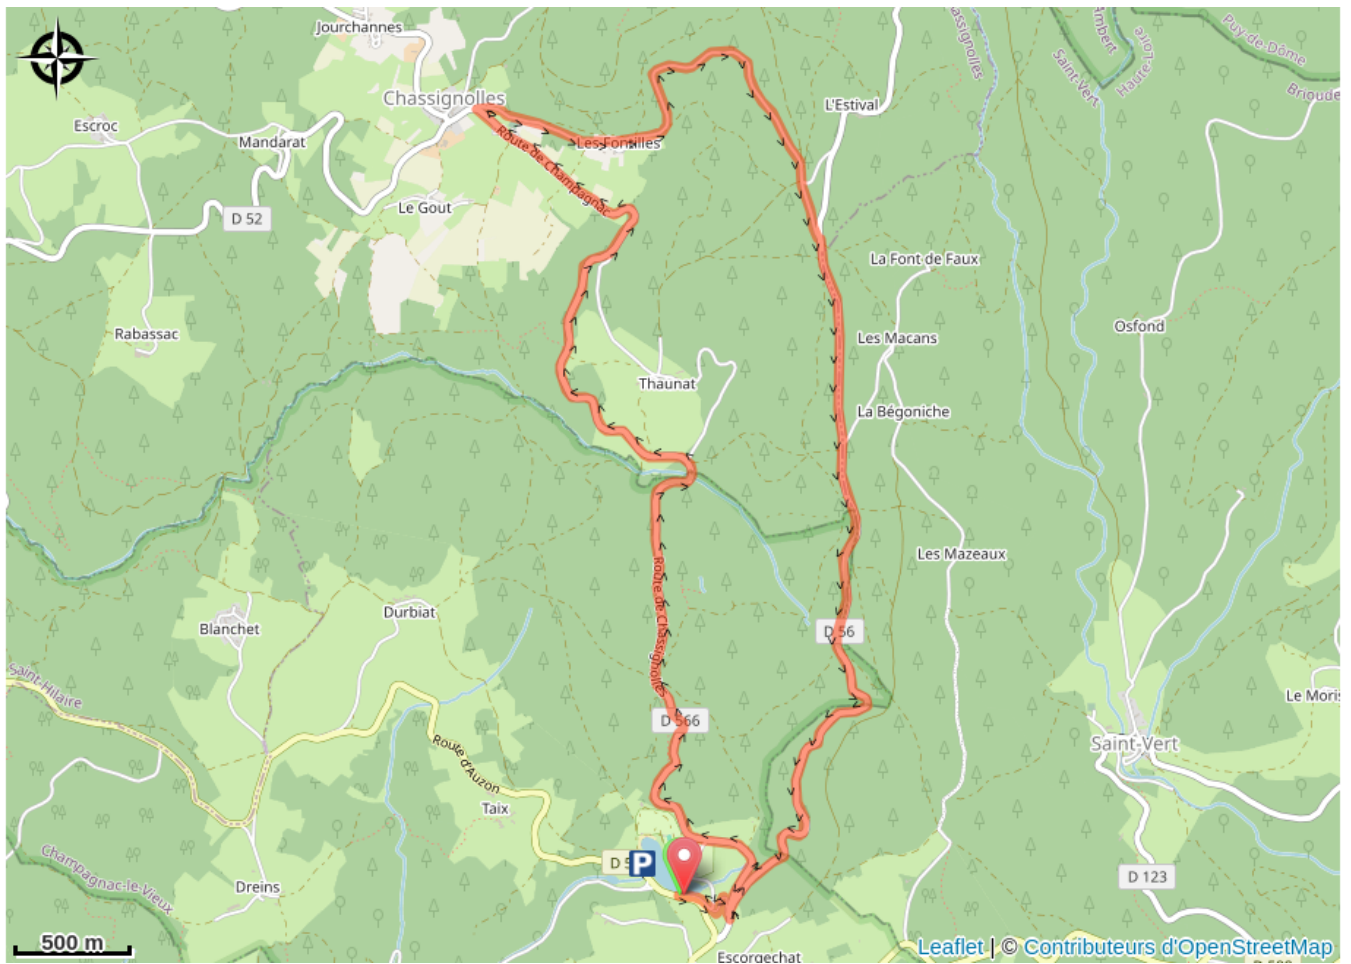 Jourchannes
Chassignolles
Escroc
Mandarat
D 52
Le Gout
Route de Champagnac
Les Fontilles
L'Estival
Saint-Vert
Ambert
Haute-Loire
Puy-de-Dôme
Brioude
La Font de Faux
Les Macans
La Bégoniche
Osfond
Rabassac
Thaunat
Les Mazeaux
Durbiat
Blanchet
Route de Chassignolles
D 56
D 566
Saint-Hilaire
Route d'Auzon
Taix
Le Moris
Saint-Vert
P
D 5
Champagnac-le-Vieux
Dreins
D 123
500 m
Escorgechat
Leaflet | © Contributeurs d'OpenStreetMap